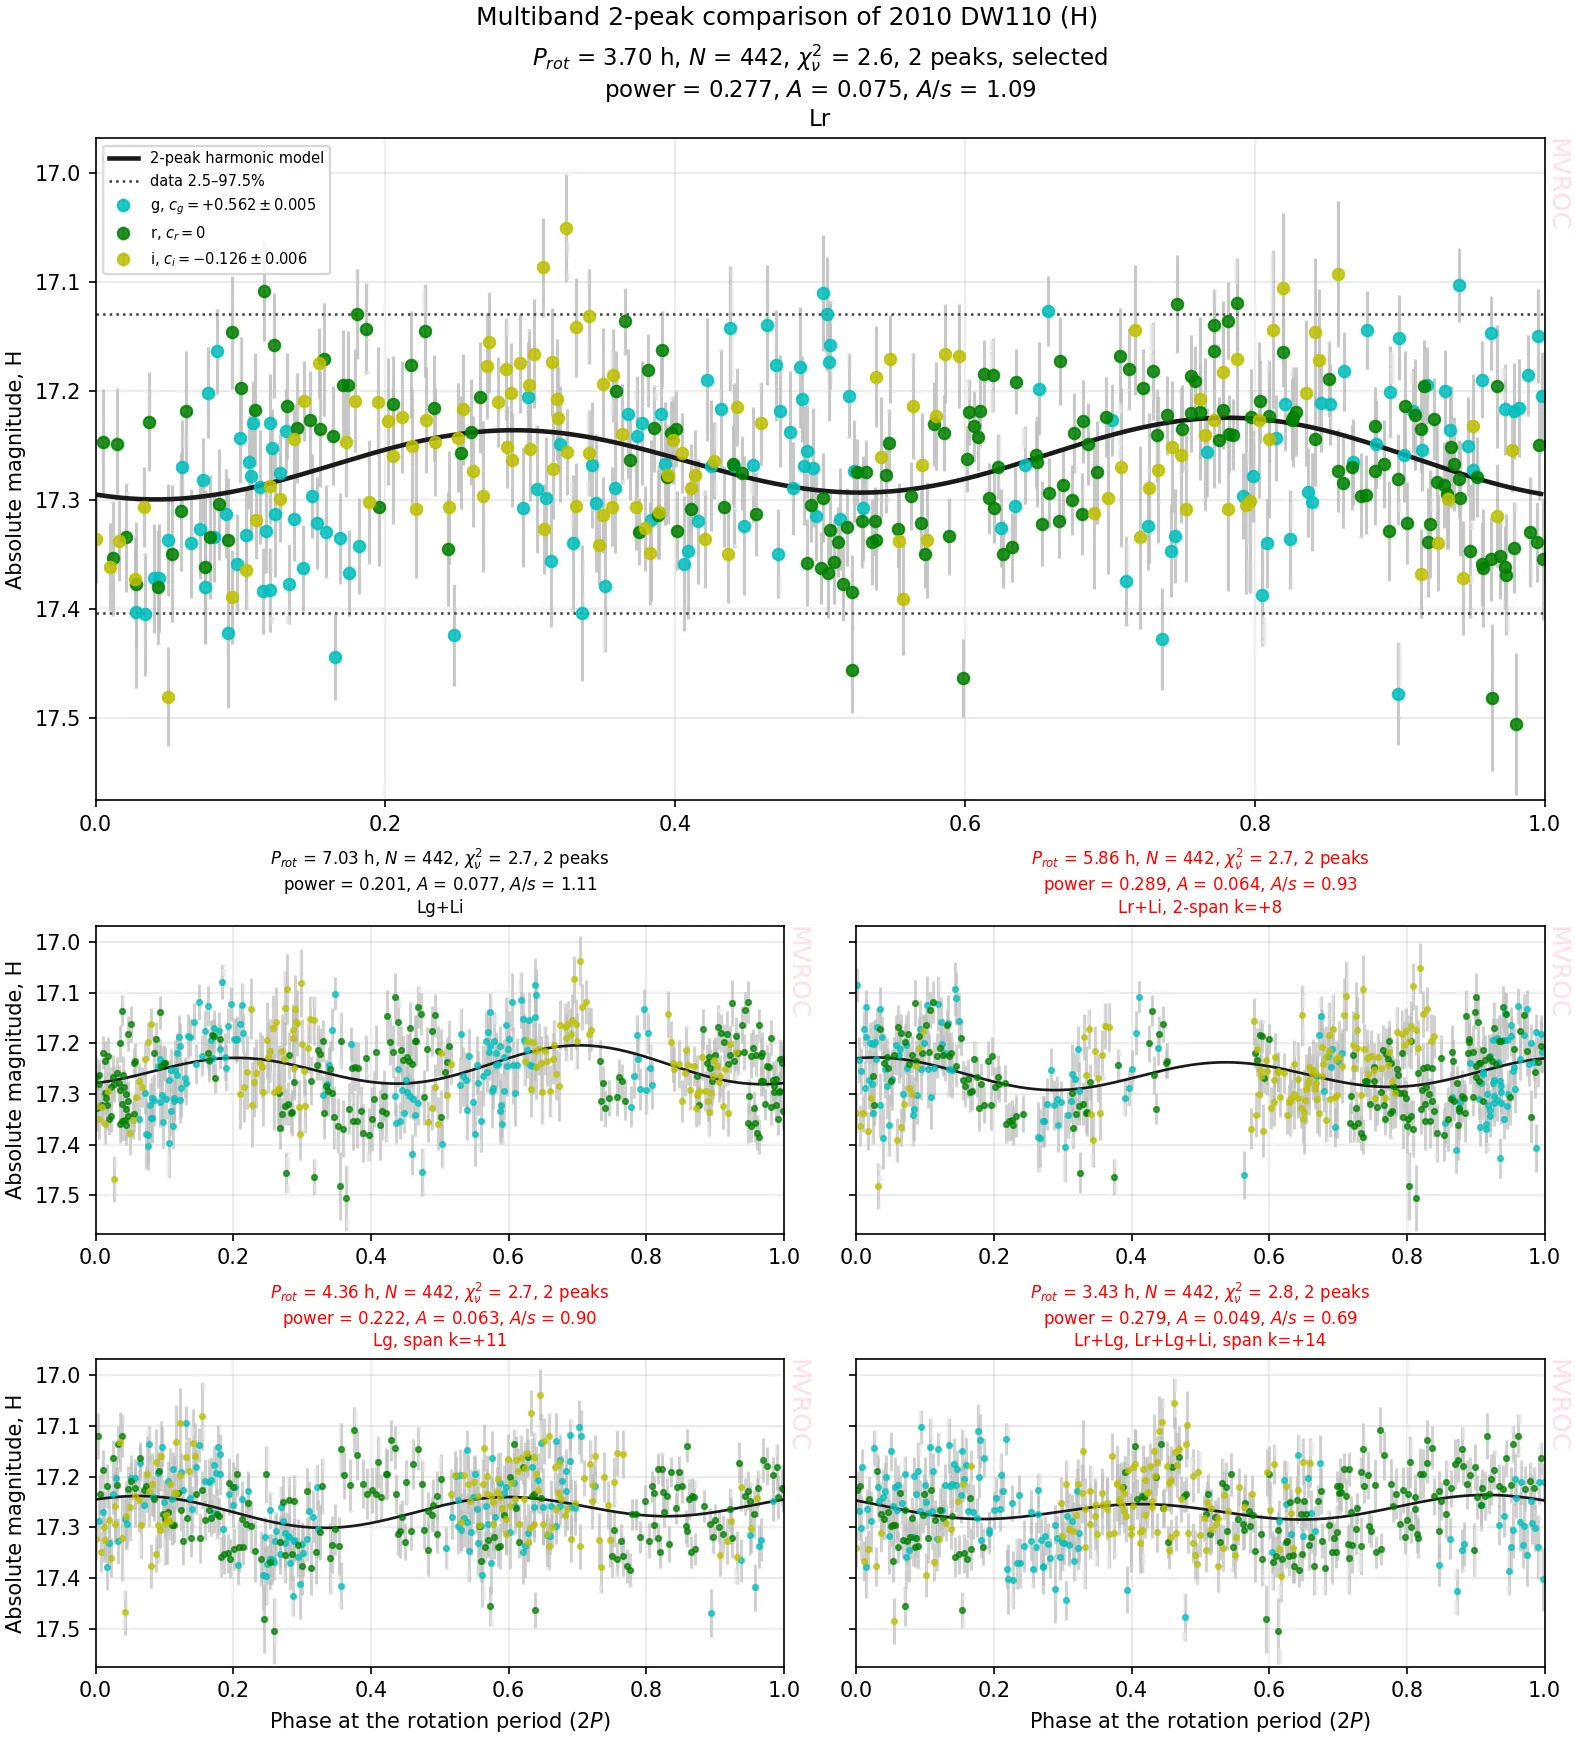 Multiband 2-peak comparison of 2010 DW110 (H)
P_rot = 3.70 h, N = 442, χ²_ν = 2.6, 2 peaks, selected
power = 0.277, A = 0.075, A/s = 1.09
Lr
2-peak harmonic model
data 2.5–97.5%
g, c_g = +0.562 ± 0.005
r, c_r = 0
i, c_i = −0.126 ± 0.006
Absolute magnitude, H
17.0
17.1
17.2
17.3
17.4
17.5
0.0 0.2 0.4 0.6 0.8 1.0
MVROC
P_rot = 7.03 h, N = 442, χ²_ν = 2.7, 2 peaks
power = 0.201, A = 0.077, A/s = 1.11
Lg+Li
Absolute magnitude, H
17.0
17.1
17.2
17.3
17.4
17.5
0.0 0.2 0.4 0.6 0.8 1.0
MVROC
P_rot = 5.86 h, N = 442, χ²_ν = 2.7, 2 peaks
power = 0.289, A = 0.064, A/s = 0.93
Lr+Li, 2-span k=+8
0.0 0.2 0.4 0.6 0.8 1.0
MVROC
P_rot = 4.36 h, N = 442, χ²_ν = 2.7, 2 peaks
power = 0.222, A = 0.063, A/s = 0.90
Lg, span k=+11
Absolute magnitude, H
17.0
17.1
17.2
17.3
17.4
17.5
0.0 0.2 0.4 0.6 0.8 1.0
Phase at the rotation period (2P)
MVROC
P_rot = 3.43 h, N = 442, χ²_ν = 2.8, 2 peaks
power = 0.279, A = 0.049, A/s = 0.69
Lr+Lg, Lr+Lg+Li, span k=+14
0.0 0.2 0.4 0.6 0.8 1.0
Phase at the rotation period (2P)
MVROC